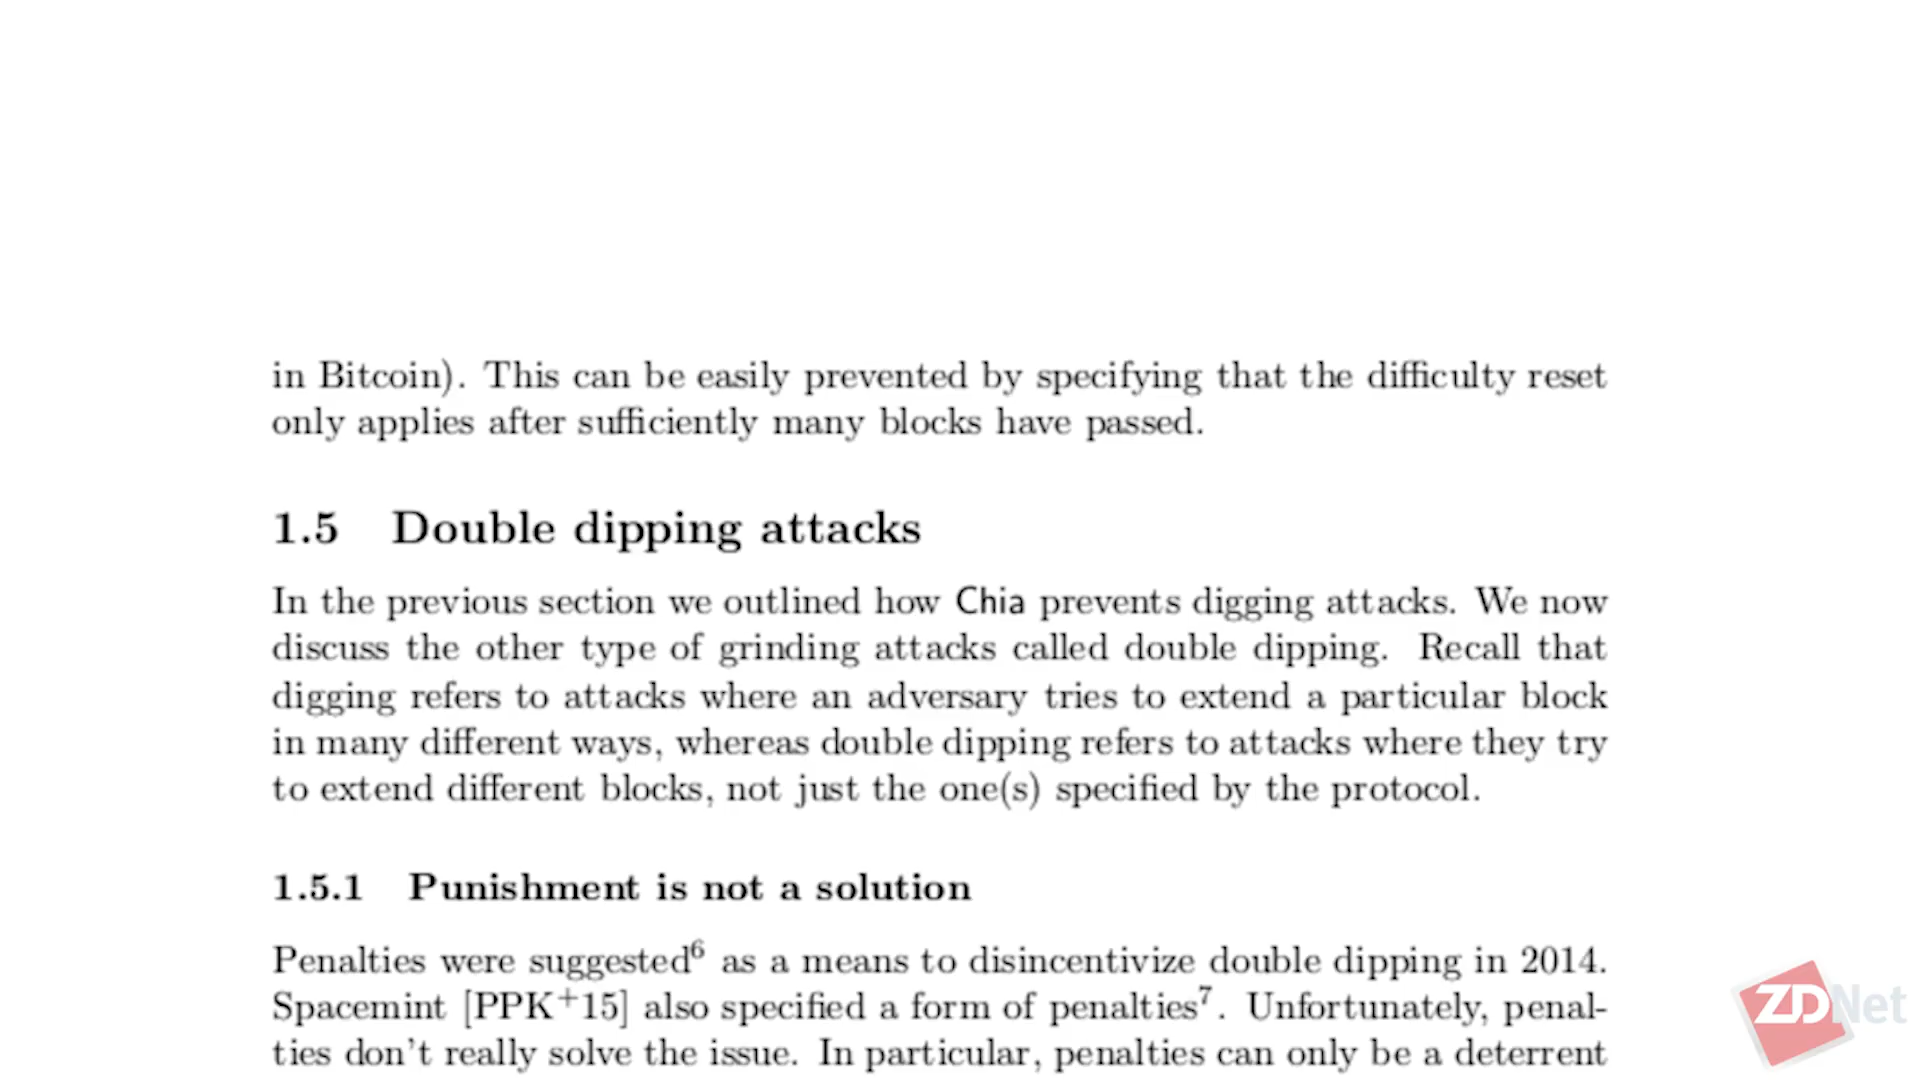 in Bitcoin). This can be easily prevented by specifying that the difficulty reset
only applies after sufficiently many blocks have passed.
1.5 Double dipping attacks
In the previous section we outlined how Chia prevents digging attacks. We now
discuss the other type of grinding attacks called double dipping. Recall that
digging refers to attacks where an adversary tries to extend a particular block
in many different ways, whereas double dipping refers to attacks where they try
to extend different blocks, not just the one(s) specified by the protocol.
1.5.1 Punishment is not a solution
Penalties were suggested⁶ as a means to disincentivize double dipping in 2014.
Spacemint [PPK⁺15] also specified a form of penalties⁷. Unfortunately, penal-
ties don't really solve the issue. In particular, penalties can only be a deterrent
ZDNet